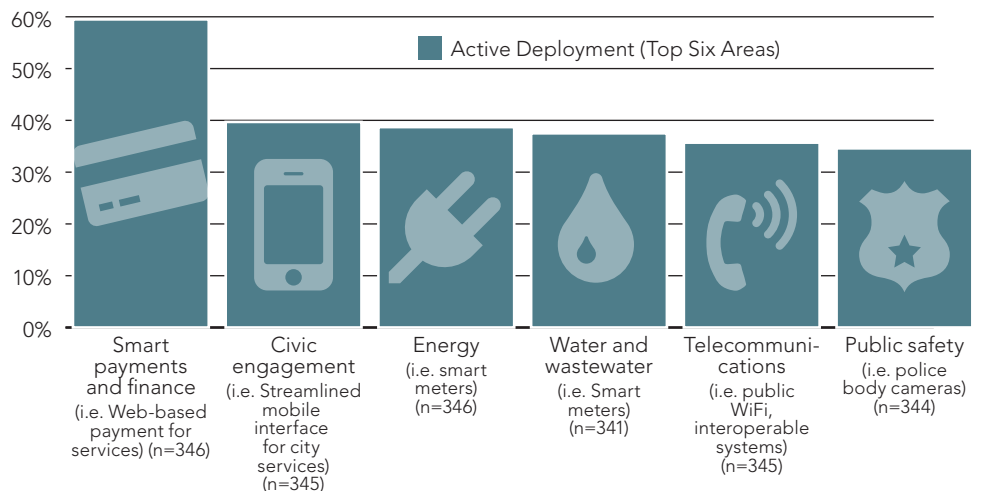 60%
50%
40%
30%
20%
10%
0%
Active Deployment (Top Six Areas)
Smart
payments
and finance
(i.e. Web-based
payment for
services) (n=346)
Civic
engagement
(i.e. Streamlined
mobile
interface
for city
services)
(n=345)
Energy
(i.e. smart
meters)
(n=346)
Water and
wastewater
(i.e. Smart
meters)
(n=341)
Telecommuni-
cations
(i.e. public
WiFi,
interoperable
systems)
(n=345)
Public safety
(i.e. police
body cameras)
(n=344)